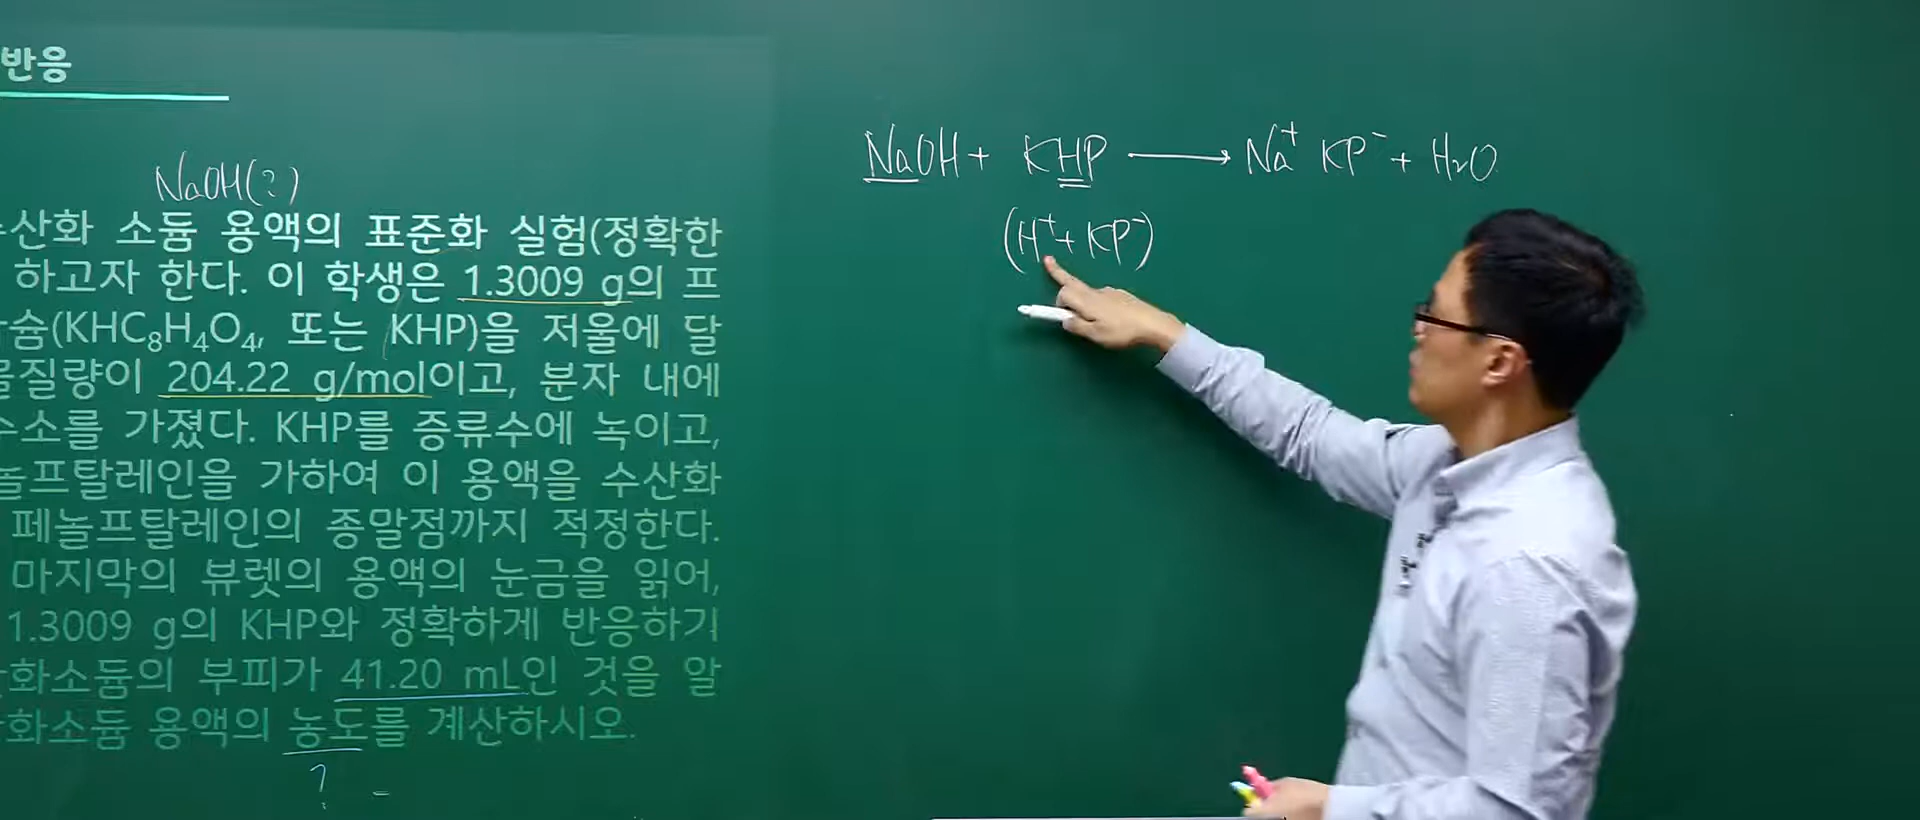 반응
NaOH(?)
산화 소듐 용액의 표준화 실험(정확한
하고자 한다. 이 학생은 1.3009 g의 프
슘(KHC₈H₄O₄, 또는 KHP)을 저울에 달
질량이 204.22 g/mol이고, 분자 내에
수소를 가졌다. KHP를 증류수에 녹이고,
놀프탈레인을 가하여 이 용액을 수산화
페놀프탈레인의 종말점까지 적정한다.
마지막의 뷰렛의 용액의 눈금을 읽어,
1.3009 g의 KHP와 정확하게 반응하기
화소듐의 부피가 41.20 mL인 것을 알
화소듐 용액의 농도를 계산하시오.
? =
NaOH + KHP ⟶ Na⁺ KP⁻ + H₂O
(H⁺ + KP⁻)